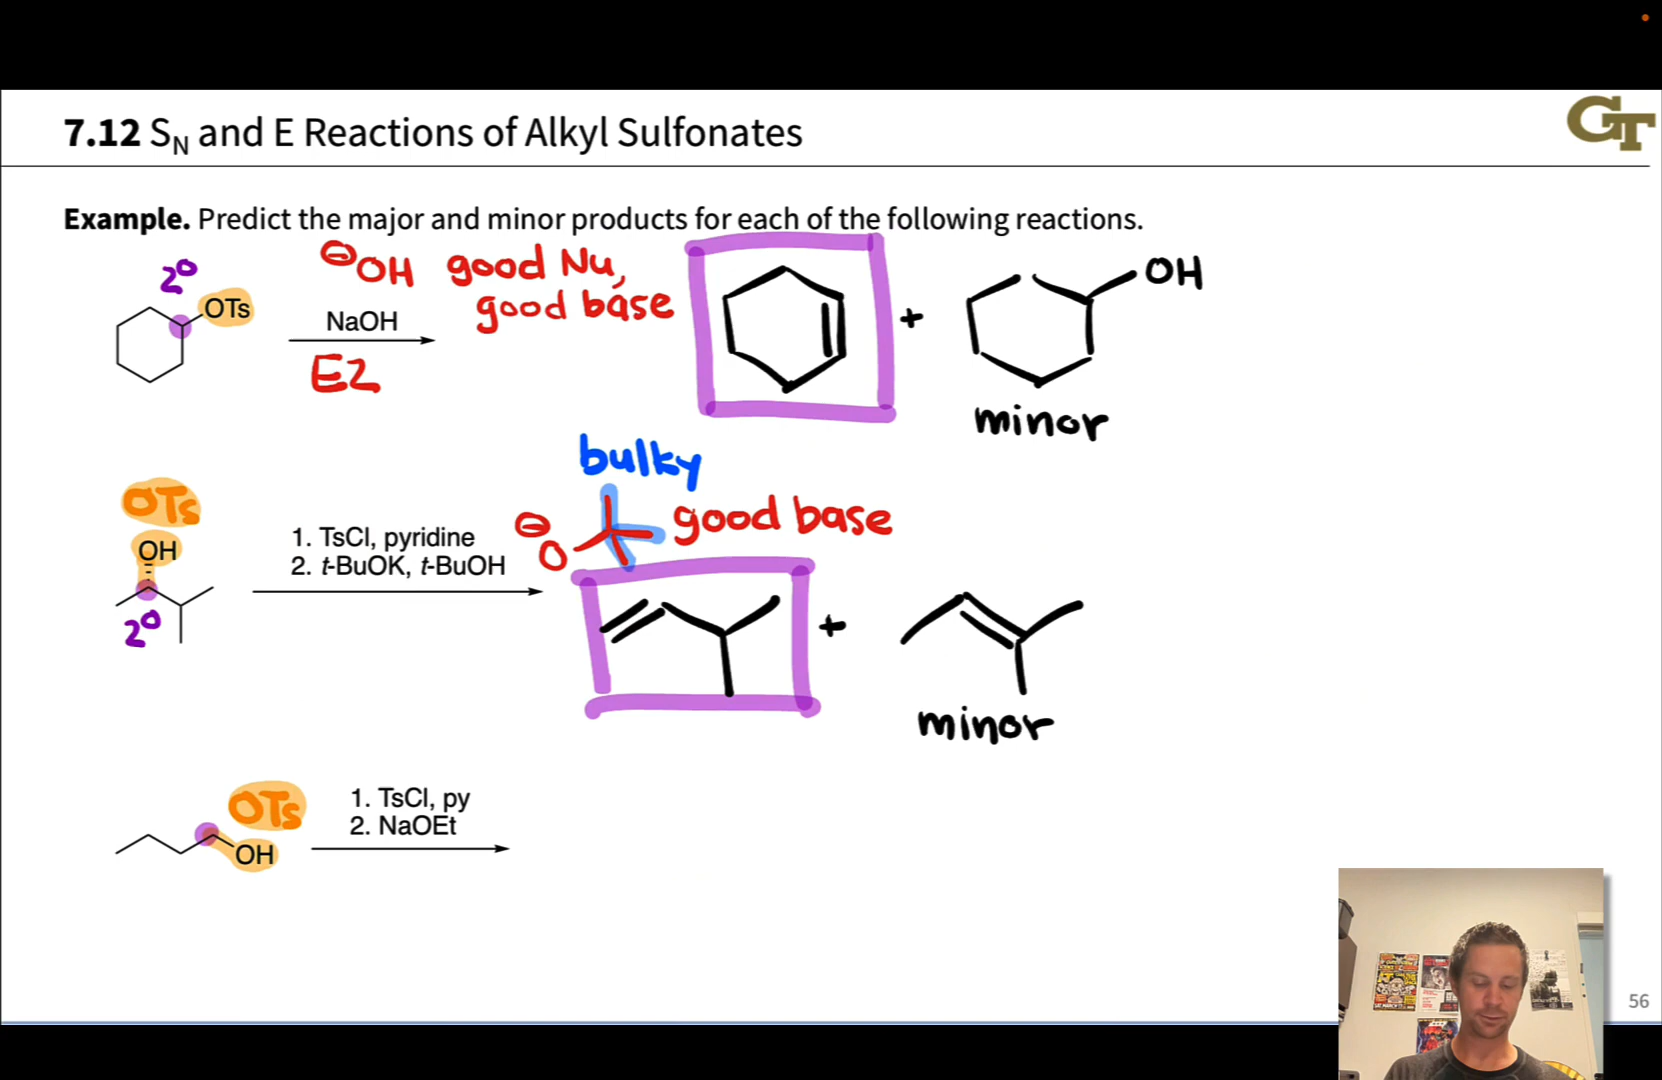 GT
7.12 SN and E Reactions of Alkyl Sulfonates
Example. Predict the major and minor products for each of the following reactions.
2° ⊖OH good Nu,
good base
OTs
NaOH
E2
+
OH
minor
bulky
OTs
⊖
O
good base
OH
1. TsCl, pyridine
2. t-BuOK, t-BuOH
2°
+
minor
OTs
OH
1. TsCl, py
2. NaOEt
56